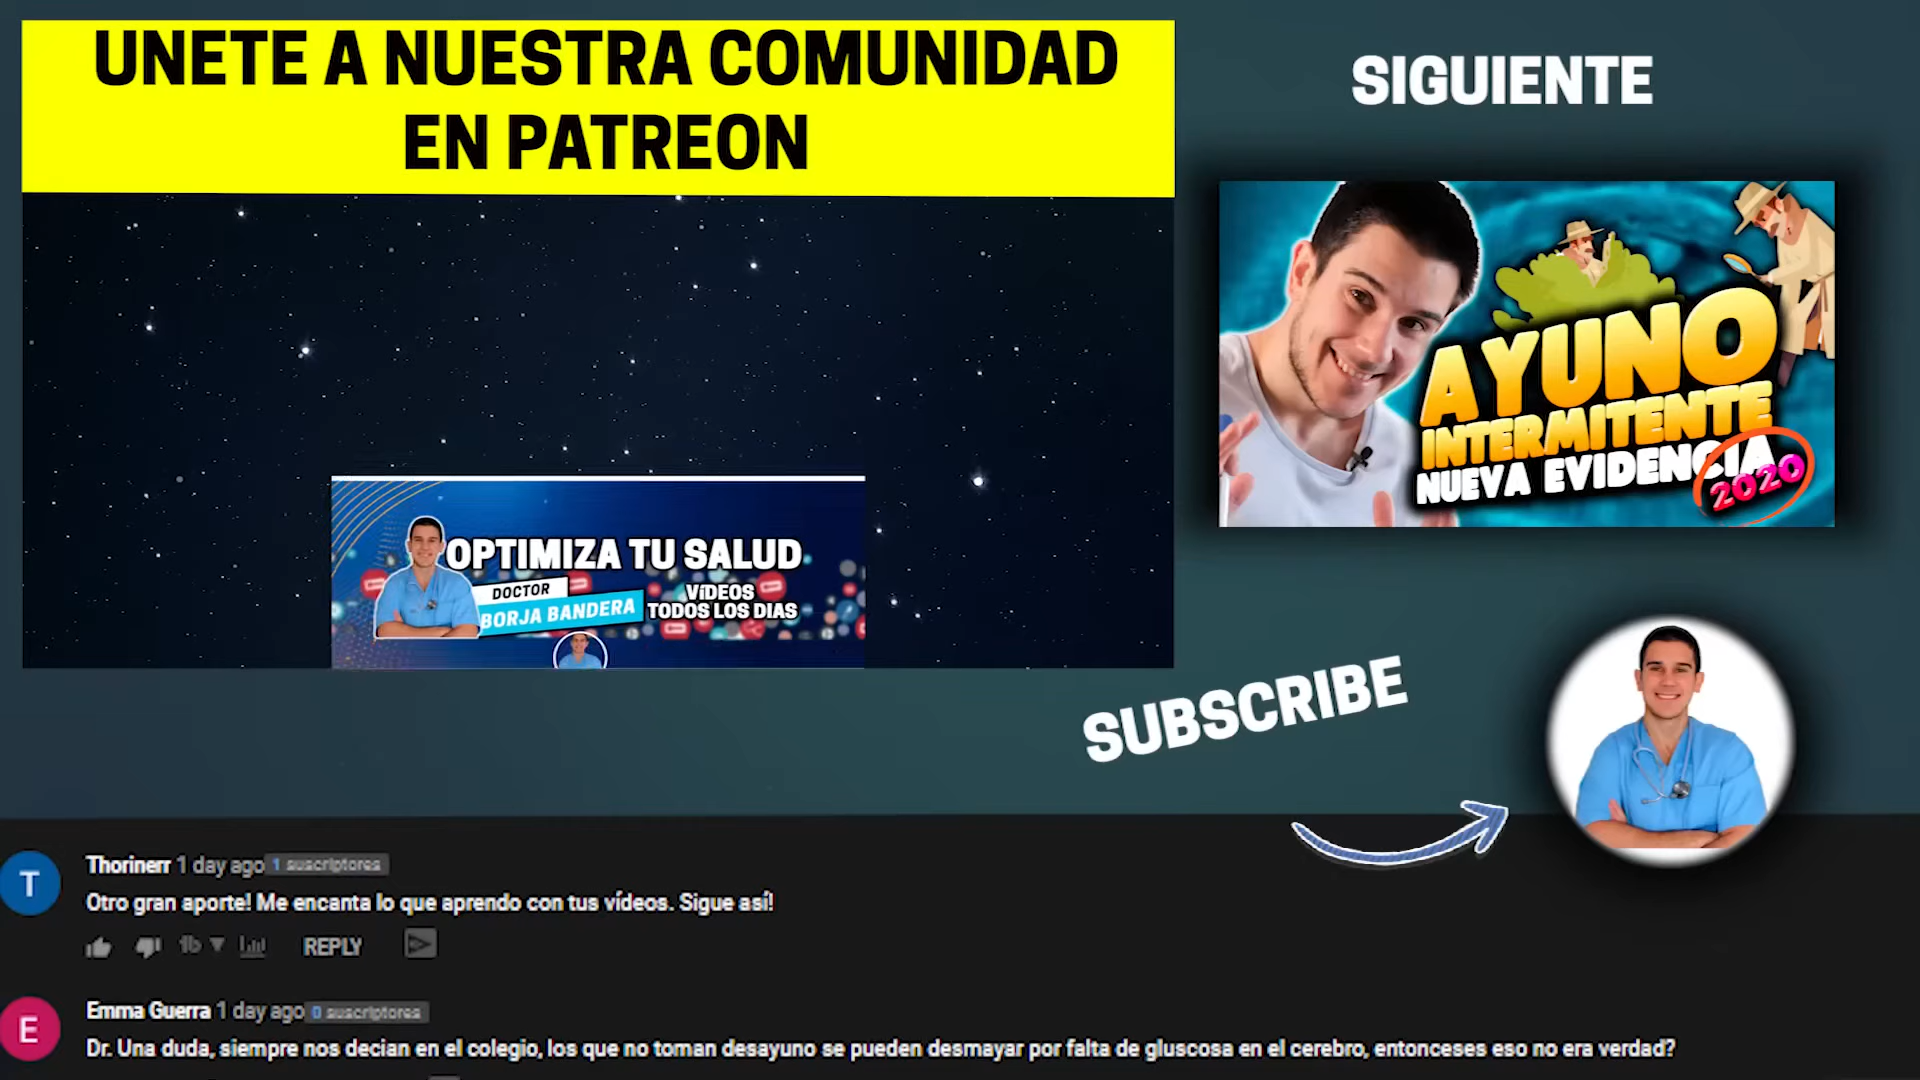 UNETE A NUESTRA COMUNIDAD
EN PATREON
SIGUIENTE
AYUNO
INTERMITENTE
NUEVA EVIDENCIA
2020
OPTIMIZA TU SALUD
DOCTOR
BORJA BANDERA
VíDEOS
TODOS LOS DIAS
SUBSCRIBE
T
Thorinerr 1 day ago 1 suscriptores
Otro gran aporte! Me encanta lo que aprendo con tus vídeos. Sigue así!
REPLY
E
Emma Guerra 1 day ago 0 suscriptores
Dr. Una duda, siempre nos decian en el colegio, los que no toman desayuno se pueden desmayar por falta de gluscosa en el cerebro, entonceses eso no era verdad?